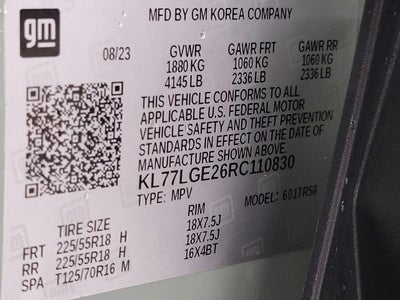 gm
MFD BY GM KOREA COMPANY
08/23 GVWR GAWR FRT GAWR RR
1880 KG 1060 KG 1060 KG
4145 LB 2336 LB 2336 LB
THIS VEHICLE CONFORMS TO ALL
APPLICABLE U.S. FEDERAL MOTOR
VEHICLE SAFETY AND THEFT PREVENTION
STANDARDS IN EFFECT ON THE DATE OF
MANUFACTURE SHOWN ABOVE.
KL77LGE26RC110830
TYPE: MPV MODEL: 601TR58
TIRE SIZE RIM
FRT 225/55R18 H 18X7.5J
RR 225/55R18 H 18X7.5J
SPA T125/70R16 M 16X4BT